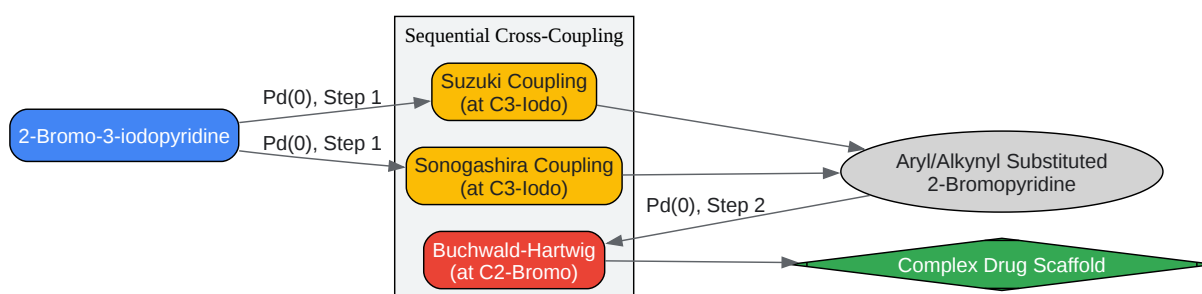 Sequential Cross-Coupling
2-Bromo-3-iodopyridine
Pd(0), Step 1
Pd(0), Step 1
Suzuki Coupling
(at C3-Iodo)
Sonogashira Coupling
(at C3-Iodo)
Aryl/Alkynyl Substituted
2-Bromopyridine
Pd(0), Step 2
Buchwald-Hartwig
(at C2-Bromo)
Complex Drug Scaffold